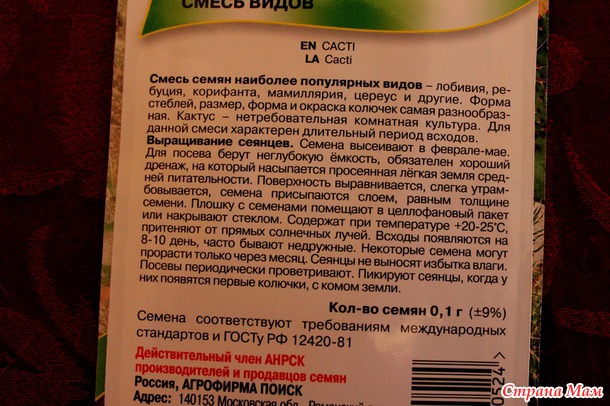 СМЕСЬ ВИДОВ
EN CACTI
LA Cacti
Смесь семян наиболее популярных видов – лобивия, ре-
буция, корифанта, мамиллярия, цереус и другие. Форма
стеблей, размер, форма и окраска колючек самая разнообраз-
ная. Кактус – нетребовательная комнатная культура. Для
данной смеси характерен длительный период всходов.
Выращивание сеянцев. Семена высеивают в феврале-мае.
Для посева берут неглубокую ёмкость, обязателен хороший
дренаж, на который насыпается просеянная лёгкая земля сред-
ней питательности. Поверхность выравнивается, слегка утрам-
бовывается, семена присыпаются слоем, равным толщине
семени. Плошку с семенами помещают в целлофановый пакет
или накрывают стеклом. Содержат при температуре +20-25°С,
притеняют от прямых солнечных лучей. Всходы появляются на
8-10 день, часто бывают недружные. Некоторые семена могут
прорасти только через месяц. Сеянцы не выносят избытка влаги.
Посевы периодически проветривают. Пикируют сеянцы, когда у
них появятся первые колючки, с комом земли.
Кол-во семян 0,1 г (±9%)
Семена соответствуют требованиям международных
стандартов и ГОСТу РФ 12420-81
Действительный член АНРСК
производителей и продавцов семян
Россия, АГРОФИРМА ПОИСК
Адрес: 140153 Московская обл.
Страна Мам